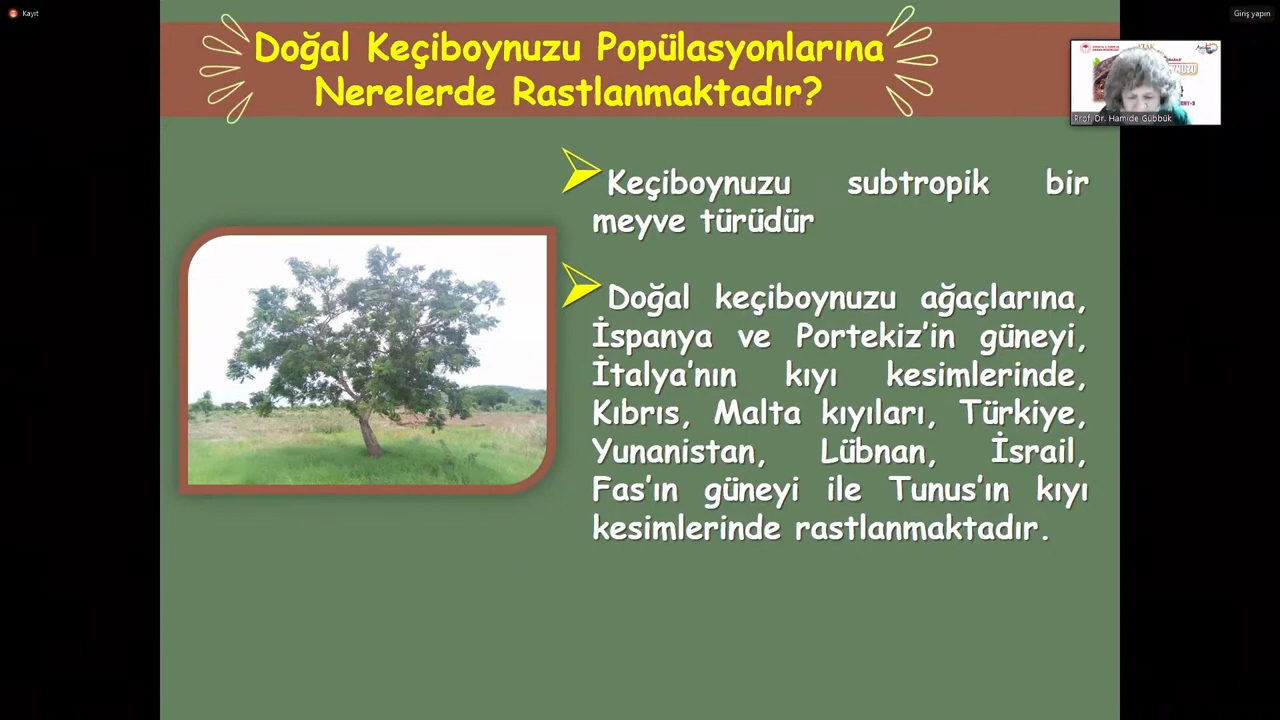 Kayıt
Giriş yapın
Doğal Keçiboynuzu Popülasyonlarına
Nerelerde Rastlanmaktadır?
Prof. Dr. Hamide Gübbük
Keçiboynuzu subtropik bir
meyve türüdür
Doğal keçiboynuzu ağaçlarına,
İspanya ve Portekiz’in güneyi,
İtalya’nın kıyı kesimlerinde,
Kıbrıs, Malta kıyıları, Türkiye,
Yunanistan, Lübnan, İsrail,
Fas’ın güneyi ile Tunus’ın kıyı
kesimlerinde rastlanmaktadır.